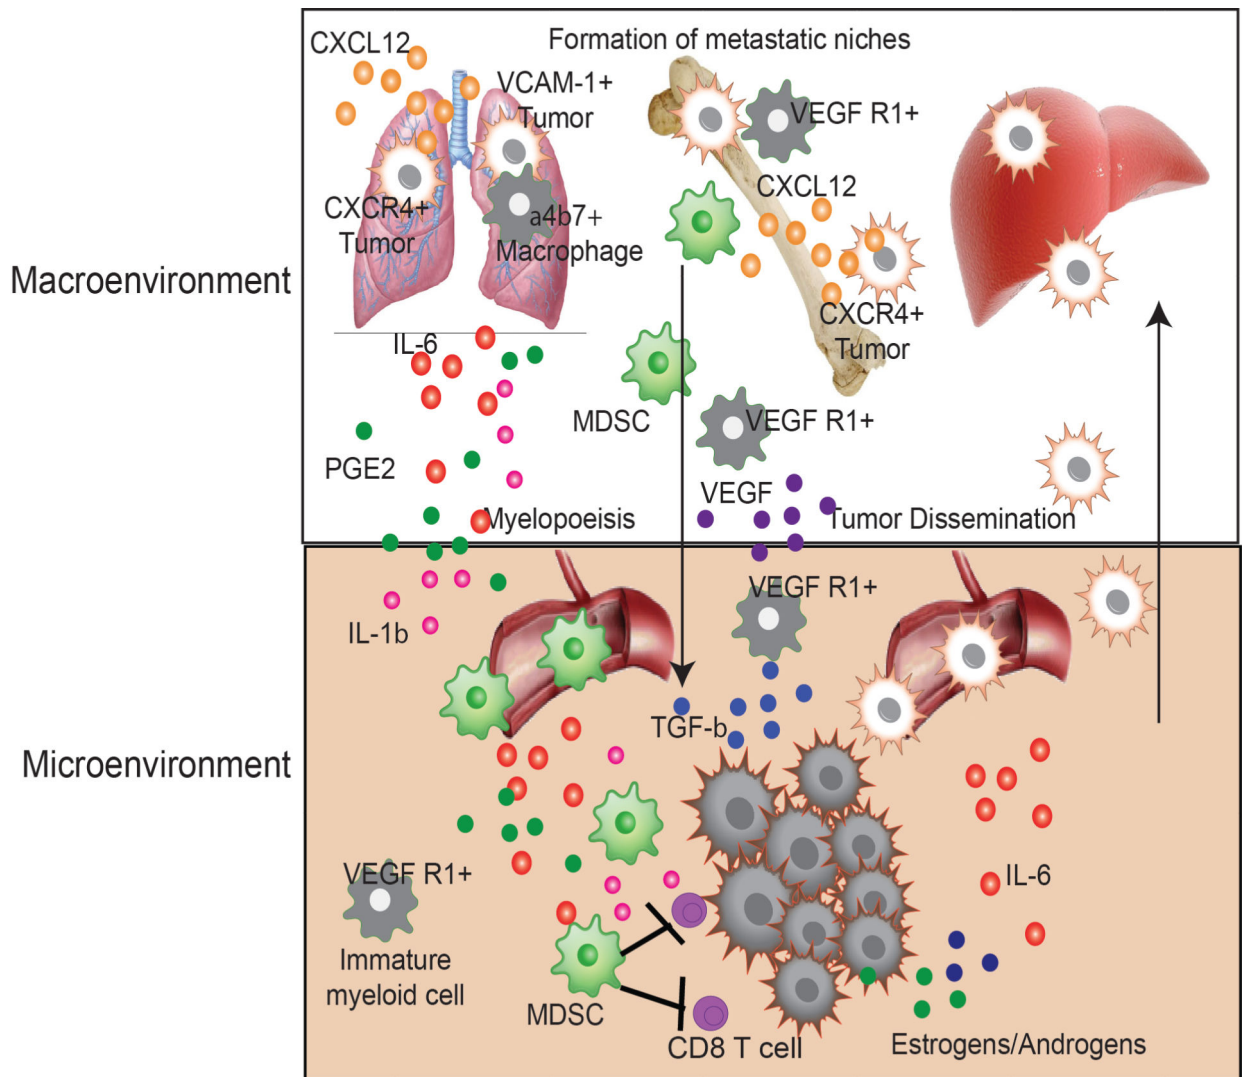 Formation of metastatic niches
CXCL12
VCAM-1+
Tumor
VEGF R1+
CXCL12
CXCR4+
Tumor
a4b7+
Macrophage
Macroenvironment
CXCR4+
Tumor
IL-6
MDSC
VEGF R1+
PGE2
VEGF
Myelopoeisis
Tumor Dissemination
VEGF R1+
IL-1b
TGF-b
Microenvironment
VEGF R1+
Immature
myeloid cell
IL-6
MDSC
CD8 T cell
Estrogens/Androgens